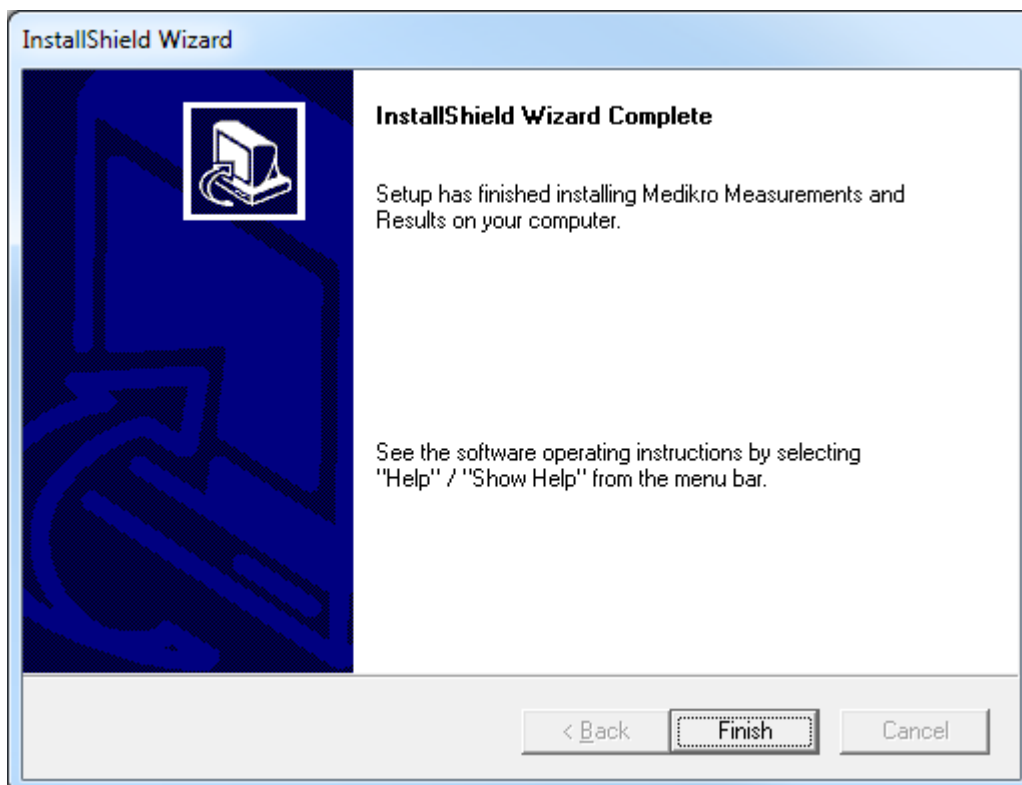 InstallShield Wizard
InstallShield Wizard Complete
Setup has finished installing Medikro Measurements and
Results on your computer.
See the software operating instructions by selecting
"Help" / "Show Help" from the menu bar.
< Back
Finish
Cancel